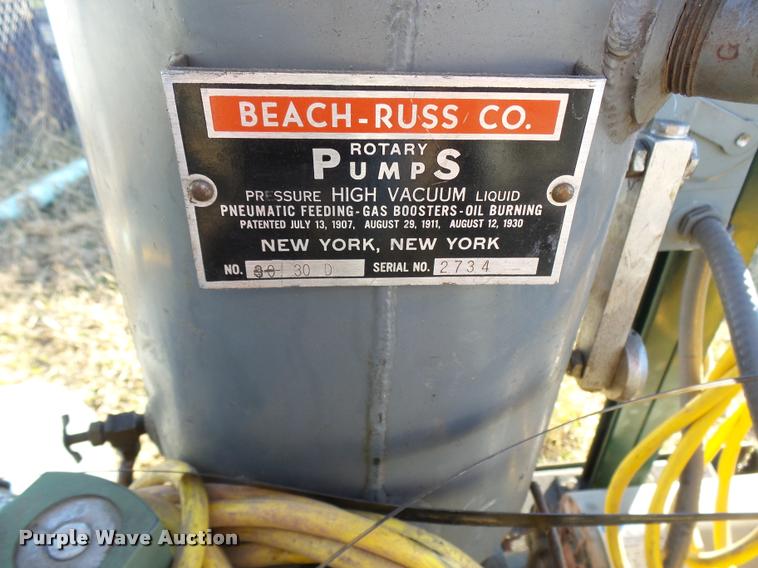 BEACH-RUSS CO.
ROTARY
PUMPS
PRESSURE HIGH VACUUM LIQUID
PNEUMATIC FEEDING-GAS BOOSTERS-OIL BURNING
PATENTED JULY 13, 1907, AUGUST 29, 1911, AUGUST 12, 1930
NEW YORK, NEW YORK
NO. 30 D SERIAL NO. 2734
G
Purple Wave Auction